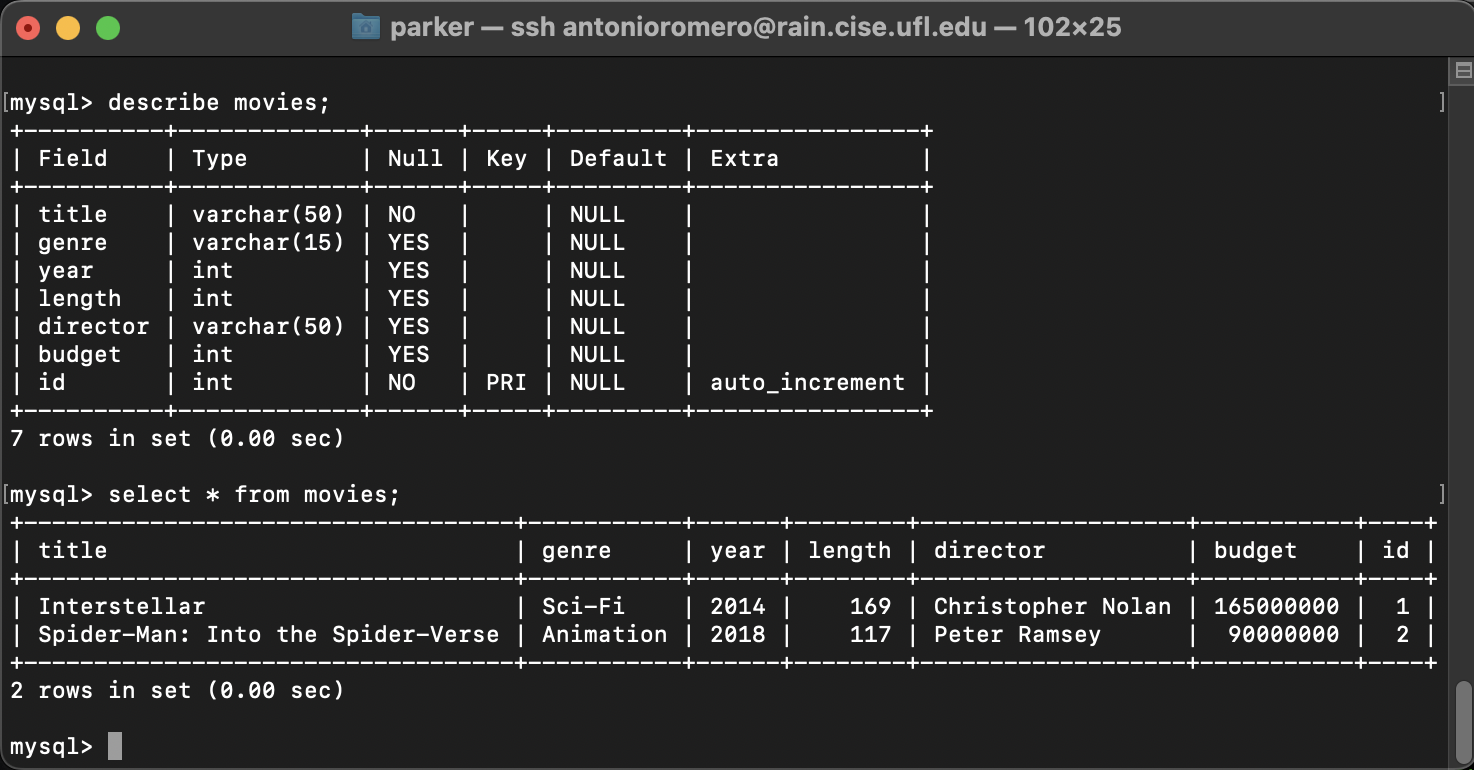 parker — ssh antonioromero@rain.cise.ufl.edu — 102×25
[mysql> describe movies; ]
+-----------+-------------+------+-----+---------+----------------+
| Field     | Type        | Null | Key | Default | Extra          |
+-----------+-------------+------+-----+---------+----------------+
| title     | varchar(50) | NO   |     | NULL    |                |
| genre     | varchar(15) | YES  |     | NULL    |                |
| year      | int         | YES  |     | NULL    |                |
| length    | int         | YES  |     | NULL    |                |
| director  | varchar(50) | YES  |     | NULL    |                |
| budget    | int         | YES  |     | NULL    |                |
| id        | int         | NO   | PRI | NULL    | auto_increment |
+-----------+-------------+------+-----+---------+----------------+
7 rows in set (0.00 sec)
[mysql> select * from movies; ]
+-----------------------------------+-----------+------+--------+-------------------+-----------+----+
| title                             | genre     | year | length | director          | budget    | id |
+-----------------------------------+-----------+------+--------+-------------------+-----------+----+
| Interstellar                      | Sci-Fi    | 2014 |    169 | Christopher Nolan | 165000000 |  1 |
| Spider-Man: Into the Spider-Verse | Animation | 2018 |    117 | Peter Ramsey      |  90000000 |  2 |
+-----------------------------------+-----------+------+--------+-------------------+-----------+----+
2 rows in set (0.00 sec)
mysql>